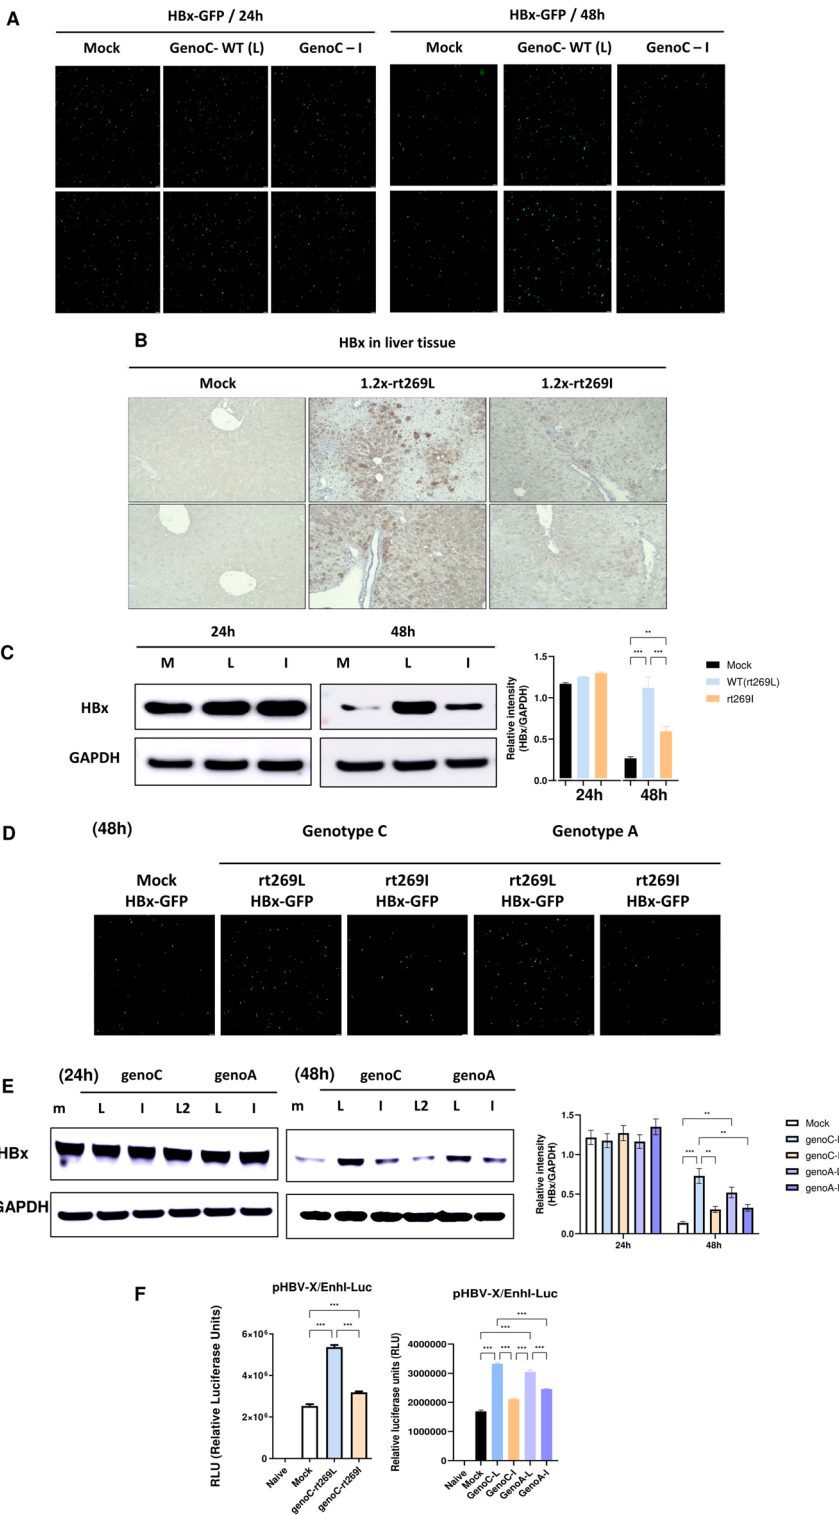 A
HBx-GFP / 24h
HBx-GFP / 48h
Mock
GenoC- WT (L)
GenoC – I
Mock
GenoC- WT (L)
GenoC – I
B
HBx in liver tissue
Mock
1.2x-rt269L
1.2x-rt269I
C
24h
48h
M
L
I
M
L
I
HBx
GAPDH
Relative intensity
(HBx/GAPDH)
1.5
1.0
0.5
0.0
**
***
***
24h
48h
Mock
WT(rt269L)
rt269I
D
(48h)
Genotype C
Genotype A
Mock
HBx-GFP
rt269L
HBx-GFP
rt269I
HBx-GFP
rt269L
HBx-GFP
rt269I
HBx-GFP
E
(24h)
genoC
genoA
m
L
I
L2
L
I
(48h)
genoC
genoA
m
L
I
L2
L
I
HBx
GAPDH
Relative intensity
(HBx/GAPDH)
1.5
1.0
0.5
0.0
**
**
***
**
24h
48h
Mock
genoC-
genoC-
genoA-
genoA-
F
pHBV-X/EnhI-Luc
RLU (Relative Luciferase Units)
6×10⁶
4×10⁶
2×10⁶
0
***
***
***
Naive
Mock
genoC-rt269L
genoC-rt269I
pHBV-X/EnhI-Luc
Relative luciferase units (RLU)
4000000
3000000
2000000
1000000
0
***
***
***
***
***
***
Naive
Mock
GenoC-L
GenoC-I
GenoA-L
GenoA-I